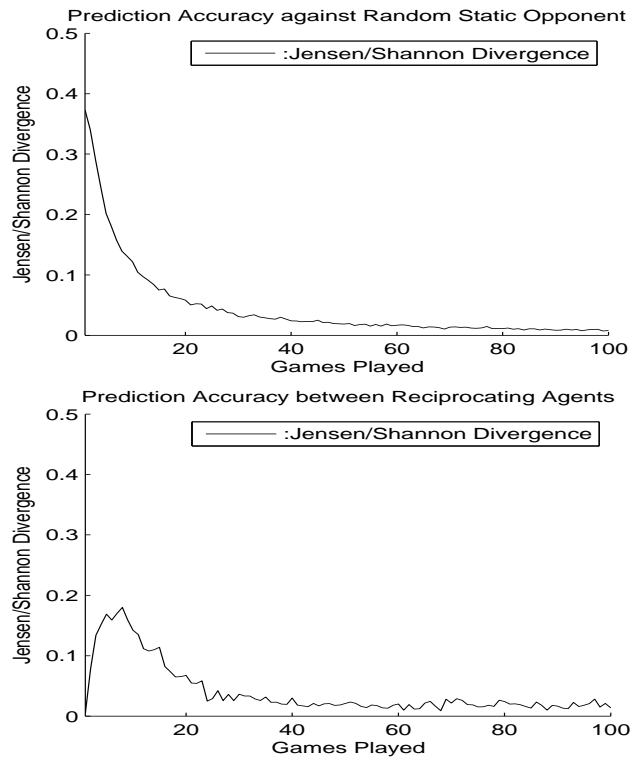 Prediction Accuracy against Random Static Opponent
0.5
:Jensen/Shannon Divergence
0.4
0.3
0.2
0.1
0
Jensen/Shannon Divergence
20 40 60 80 100
Games Played
Prediction Accuracy between Reciprocating Agents
0.5
:Jensen/Shannon Divergence
0.4
0.3
0.2
0.1
0
Jensen/Shannon Divergence
20 40 60 80 100
Games Played